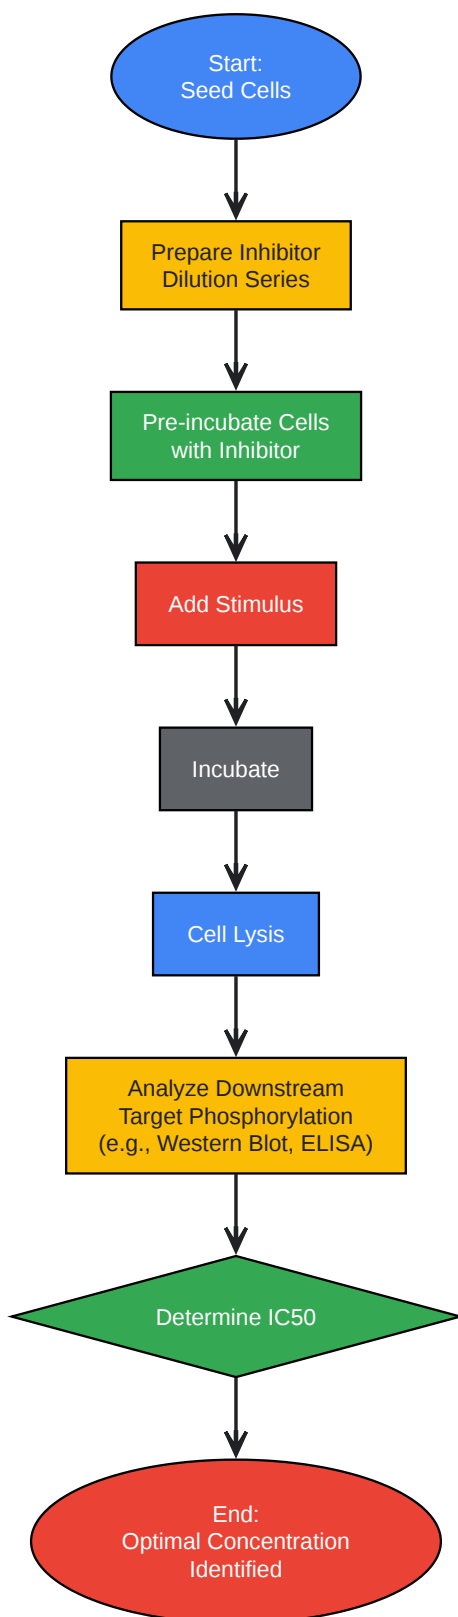 Start:
Seed Cells
Prepare Inhibitor
Dilution Series
Pre-incubate Cells
with Inhibitor
Add Stimulus
Incubate
Cell Lysis
Analyze Downstream
Target Phosphorylation
(e.g., Western Blot, ELISA)
Determine IC50
End:
Optimal Concentration
Identified